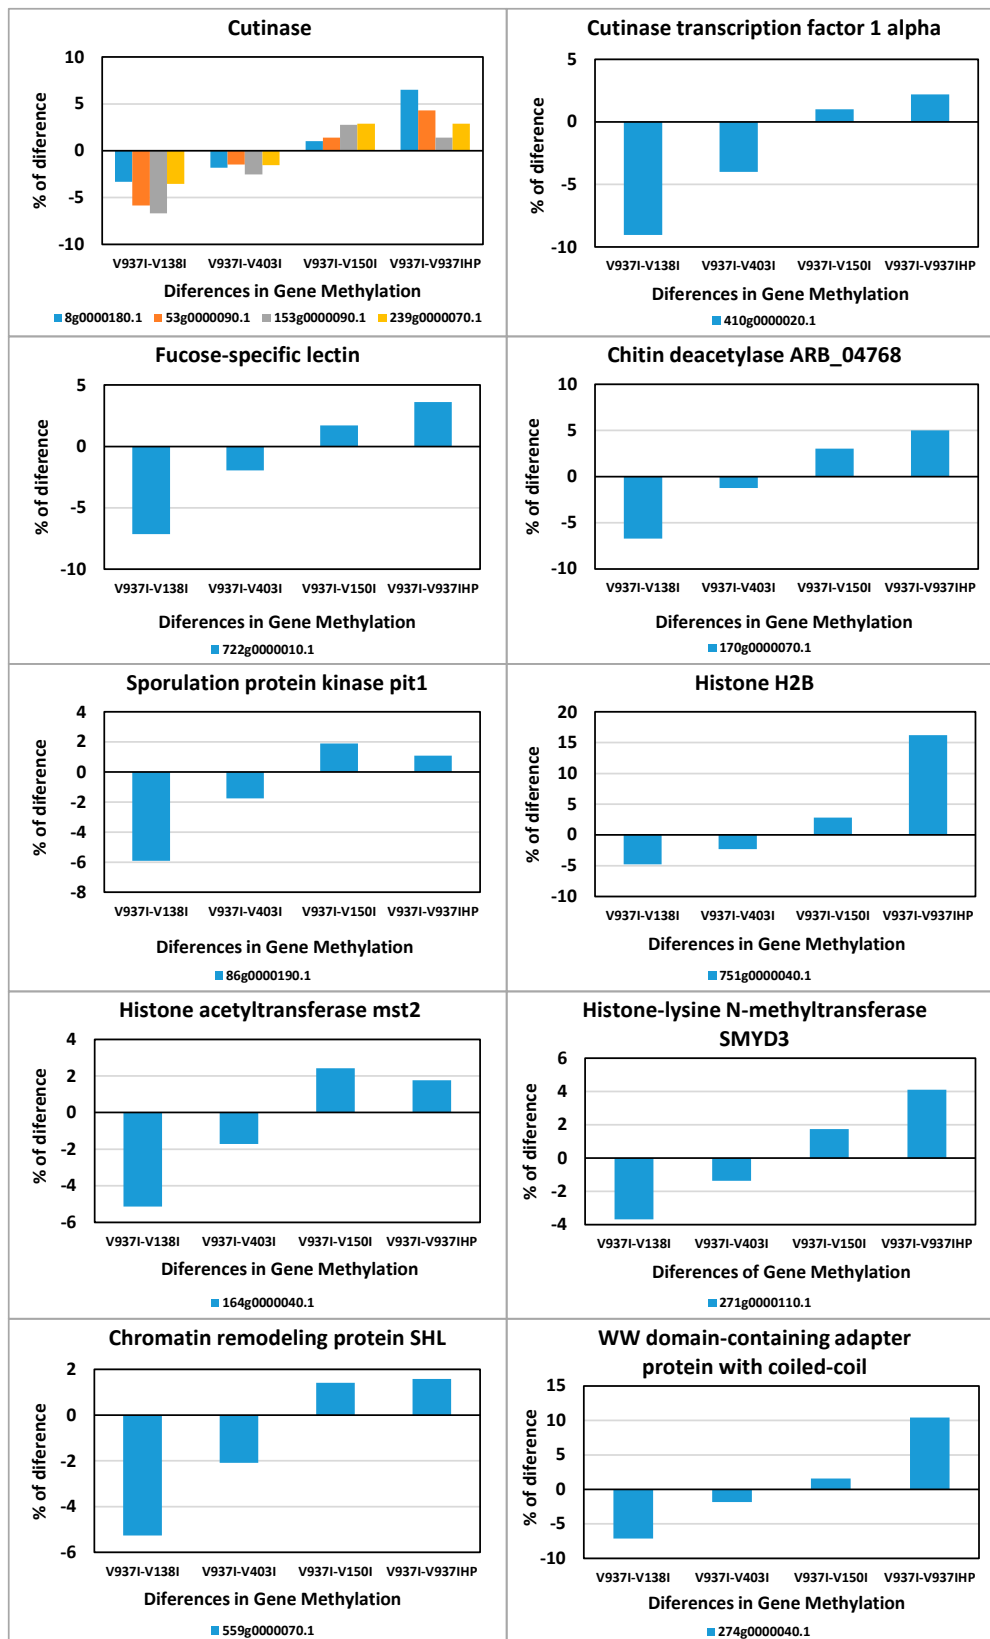 Cutinase
10
5
0
-5
-10
% of diference
V937I-V138I V937I-V403I V937I-V150I V937I-V937IHP
Diferences in Gene Methylation
8g0000180.1 53g0000090.1 153g0000090.1 239g0000070.1
Cutinase transcription factor 1 alpha
5
0
-5
-10
% of diference
V937I-V138I V937I-V403I V937I-V150I V937I-V937IHP
Diferences in Gene Methylation
410g0000020.1
Fucose-specific lectin
5
0
-5
-10
% of diference
V937I-V138I V937I-V403I V937I-V150I V937I-V937IHP
Diferences in Gene Methylation
722g0000010.1
Chitin deacetylase ARB_04768
10
5
0
-5
-10
% of difference
V937I-V138I V937I-V403I V937I-V150I V937I-V937IHP
Diferences in Gene Methylation
170g0000070.1
Sporulation protein kinase pit1
4
2
0
-2
-4
-6
-8
% of diference
V937I-V138I V937I-V403I V937I-V150I V937I-V937IHP
Diferences in Gene Methylation
86g0000190.1
Histone H2B
20
15
10
5
0
-5
-10
% of diference
V937I-V138I V937I-V403I V937I-V150I V937I-V937IHP
Diferences in Gene Methylation
751g0000040.1
Histone acetyltransferase mst2
4
2
0
-2
-4
-6
% of diference
V937I-V138I V937I-V403I V937I-V150I V937I-V937IHP
Diferences in Gene Methylation
164g0000040.1
Histone-lysine N-methyltransferase
SMYD3
6
4
2
0
-2
-4
% of diference
V937I-V138I V937I-V403I V937I-V150I V937I-V937IHP
Diferences of Gene Methylation
271g0000110.1
Chromatin remodeling protein SHL
2
0
-2
-4
-6
% of diference
V937I-V138I V937I-V403I V937I-V150I V937I-V937IHP
Diferences in Gene Methylation
559g0000070.1
WW domain-containing adapter
protein with coiled-coil
15
10
5
0
-5
-10
% of diference
V937I-V138I V937I-V403I V937I-V150I V937I-V937IHP
Diferences in Gene Methylation
274g0000040.1